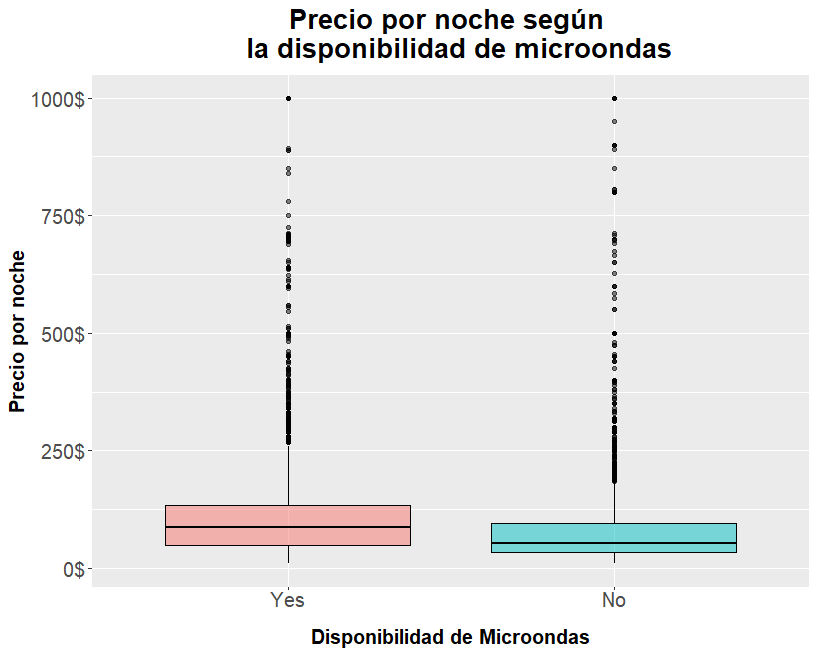 Precio por noche según
la disponibilidad de microondas
1000$
750$
500$
250$
0$
Precio por noche
Yes
No
Disponibilidad de Microondas